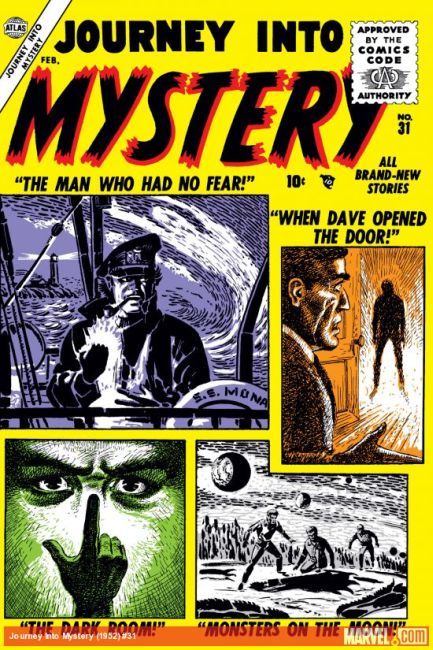 ATLAS
JOURNEY INTO MYSTERY
JOURNEY INTO
FEB.
MYSTERY
APPROVED
BY THE
COMICS
CODE
CA
AUTHORITY
NO.
31
ALL
BRAND-NEW
STORIES
10¢
"THE MAN WHO HAD NO FEAR!"
"WHEN DAVE OPENED
THE DOOR!"
S.S. MONA
"THE DARK ROOM!"
"MONSTERS ON THE MOON!"
Journey Into Mystery (1952) #31
MARVEL.com